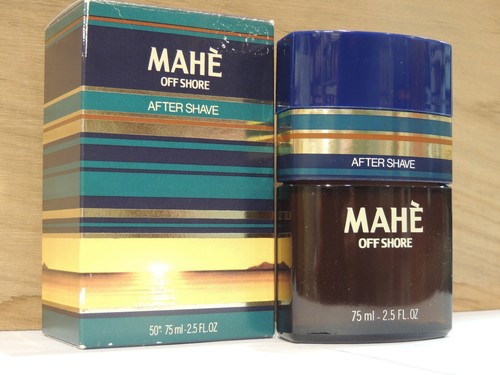 MAHÈ
OFF SHORE
AFTER SHAVE
50° 75 ml - 2.5 FL.OZ
AFTER SHAVE
MAHÈ
OFF SHORE
75 ml - 2.5 FL.OZ